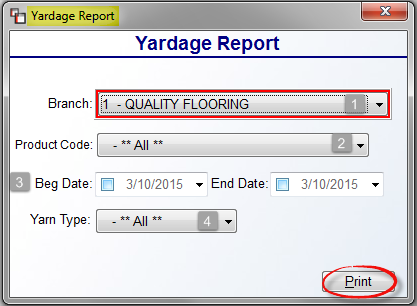 Yardage Report
Yardage Report
Branch: 1 - QUALITY FLOORING 1
Product Code: - ** All ** 2
3 Beg Date: 3/10/2015 End Date: 3/10/2015
Yarn Type: - ** All ** 4
Print